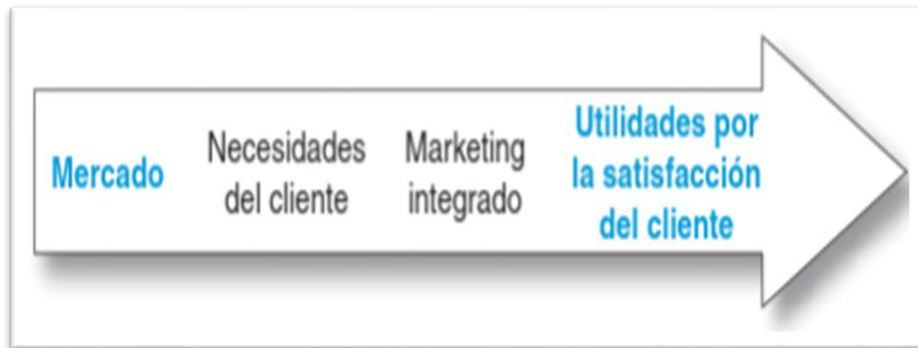 Mercado
Necesidades
del cliente
Marketing
integrado
Utilidades por
la satisfacción
del cliente